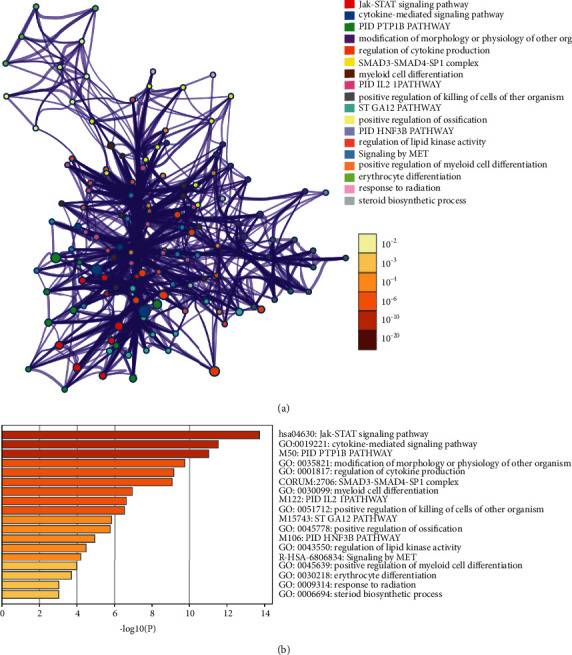 Jak-STAT signaling pathway
cytokine-mediated signaling pathway
PID PTP1B PATHWAY
modification of morphology or physiology of other org
regulation of cytokine production
SMAD3-SMAD4-SP1 complex
myeloid cell differentiation
PID IL2 1PATHWAY
positive regulation of killing of cells of ther organism
ST GA12 PATHWAY
positive regulation of ossification
PID HNF3B PATHWAY
regulation of lipid kinase activity
Signaling by MET
positive regulation of myeloid cell differentiation
erythrocyte differentiation
response to radiation
steroid biosynthetic process
10-2
10-3
10-4
10-6
10-10
10-20
(a)
hsa04630: Jak-STAT signaling pathway
GO:0019221: cytokine-mediated signaling pathway
M50: PID PTP1B PATHWAY
GO: 0035821: modification of morphology or physiology of other organism
GO: 0001817: regulation of cytokine production
CORUM:2706: SMAD3-SMAD4-SP1 complex
GO: 0030099: myeloid cell differentiation
M122: PID IL2 1PATHWAY
GO: 0051712: positive regulation of killing of cells of other organism
M15743: ST GA12 PATHWAY
GO: 0045778: positive regulation of ossification
M106: PID HNF3B PATHWAY
GO: 0043550: regulation of lipid kinase activity
R-HSA-6806834: Signaling by MET
GO: 0045639: positive regulation of myeloid cell differentiation
GO: 0030218: erythrocyte differentiation
GO: 0009314: response to radiation
GO: 0006694: steriod biosynthetic process
0 2 4 6 8 10 12 14
-log10(P)
(b)